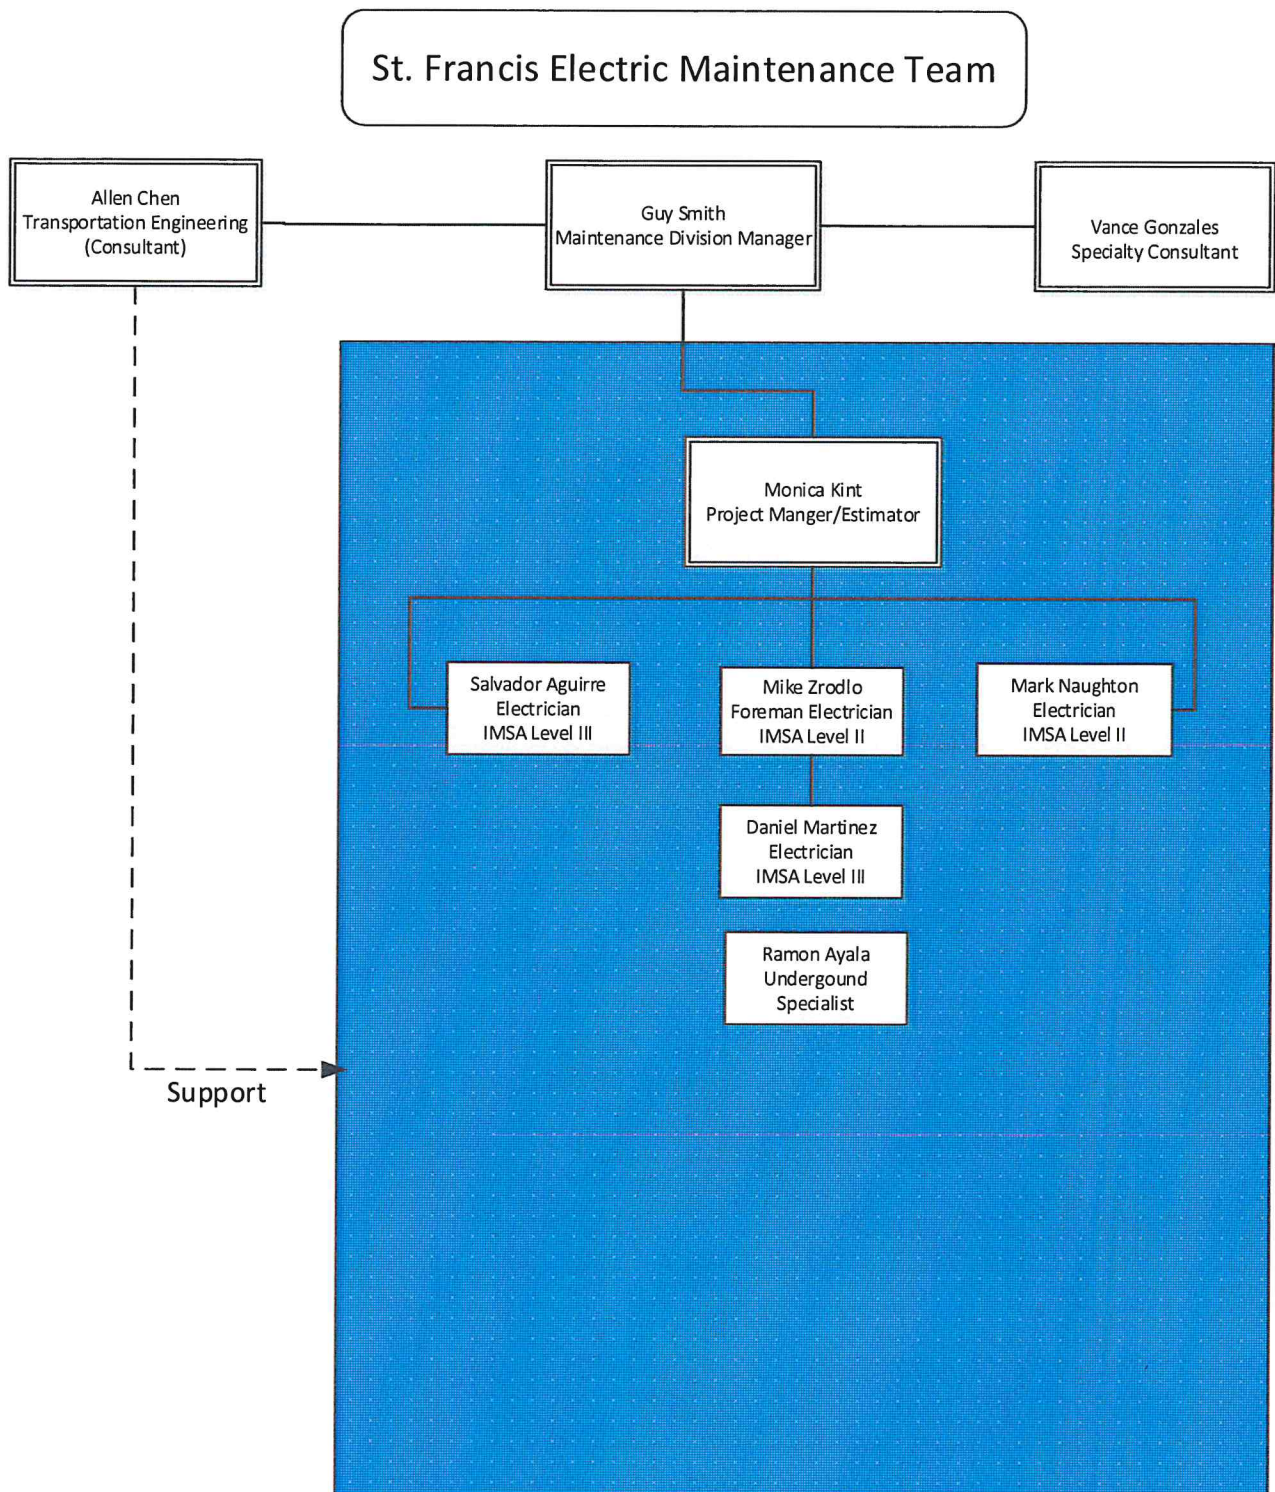 St. Francis Electric Maintenance Team
Allen Chen
Transportation Engineering
(Consultant)
Guy Smith
Maintenance Division Manager
Vance Gonzales
Specialty Consultant
Monica Kint
Project Manger/Estimator
Salvador Aguirre
Electrician
IMSA Level III
Mike Zrodlo
Foreman Electrician
IMSA Level II
Mark Naughton
Electrician
IMSA Level II
Daniel Martinez
Electrician
IMSA Level III
Ramon Ayala
Undergound
Specialist
Support